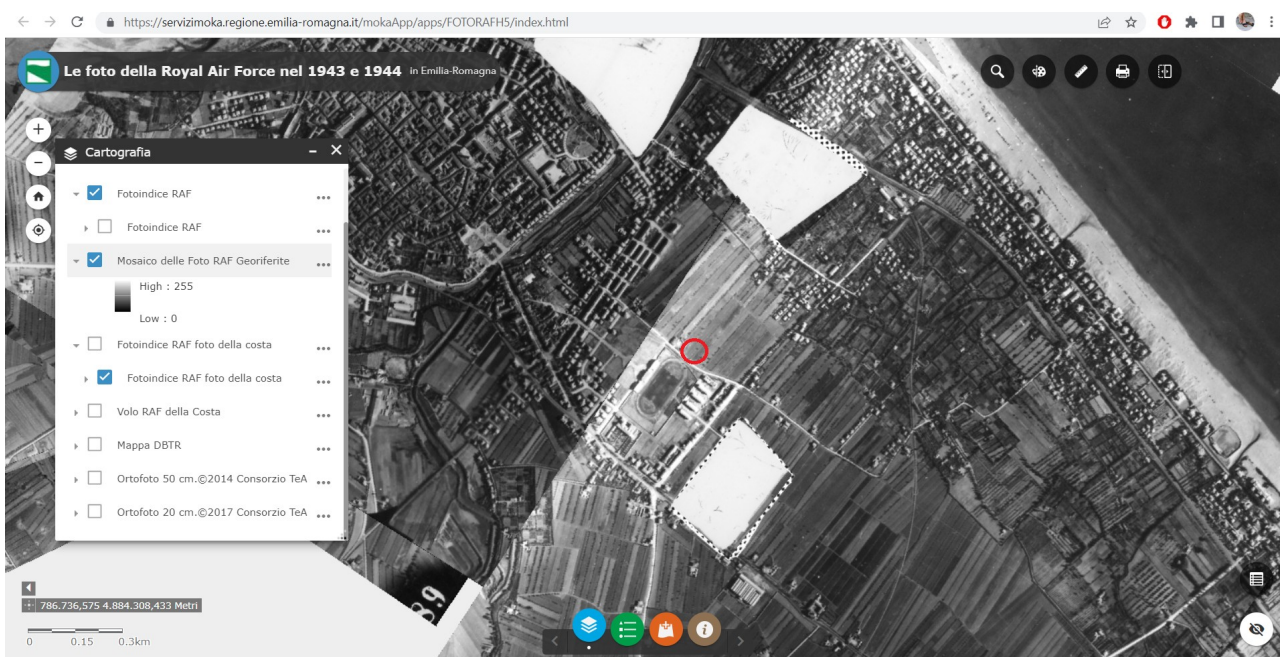 https://servizimoka.regione.emilia-romagna.it/mokaApp/apps/FOTORAFH5/index.html
Le foto della Royal Air Force nel 1943 e 1944 in Emilia-Romagna
Cartografia
Fotoindice RAF
Fotoindice RAF
Mosaico delle Foto RAF Georiferite
High : 255
Low : 0
Fotoindice RAF foto della costa
Fotoindice RAF foto della costa
Volo RAF della Costa
Mappa DBTR
Ortofoto 50 cm.©2014 Consorzio TeA
Ortofoto 20 cm.©2017 Consorzio TeA
89
786.736,575 4.884.308,433 Metri
0 0.15 0.3km